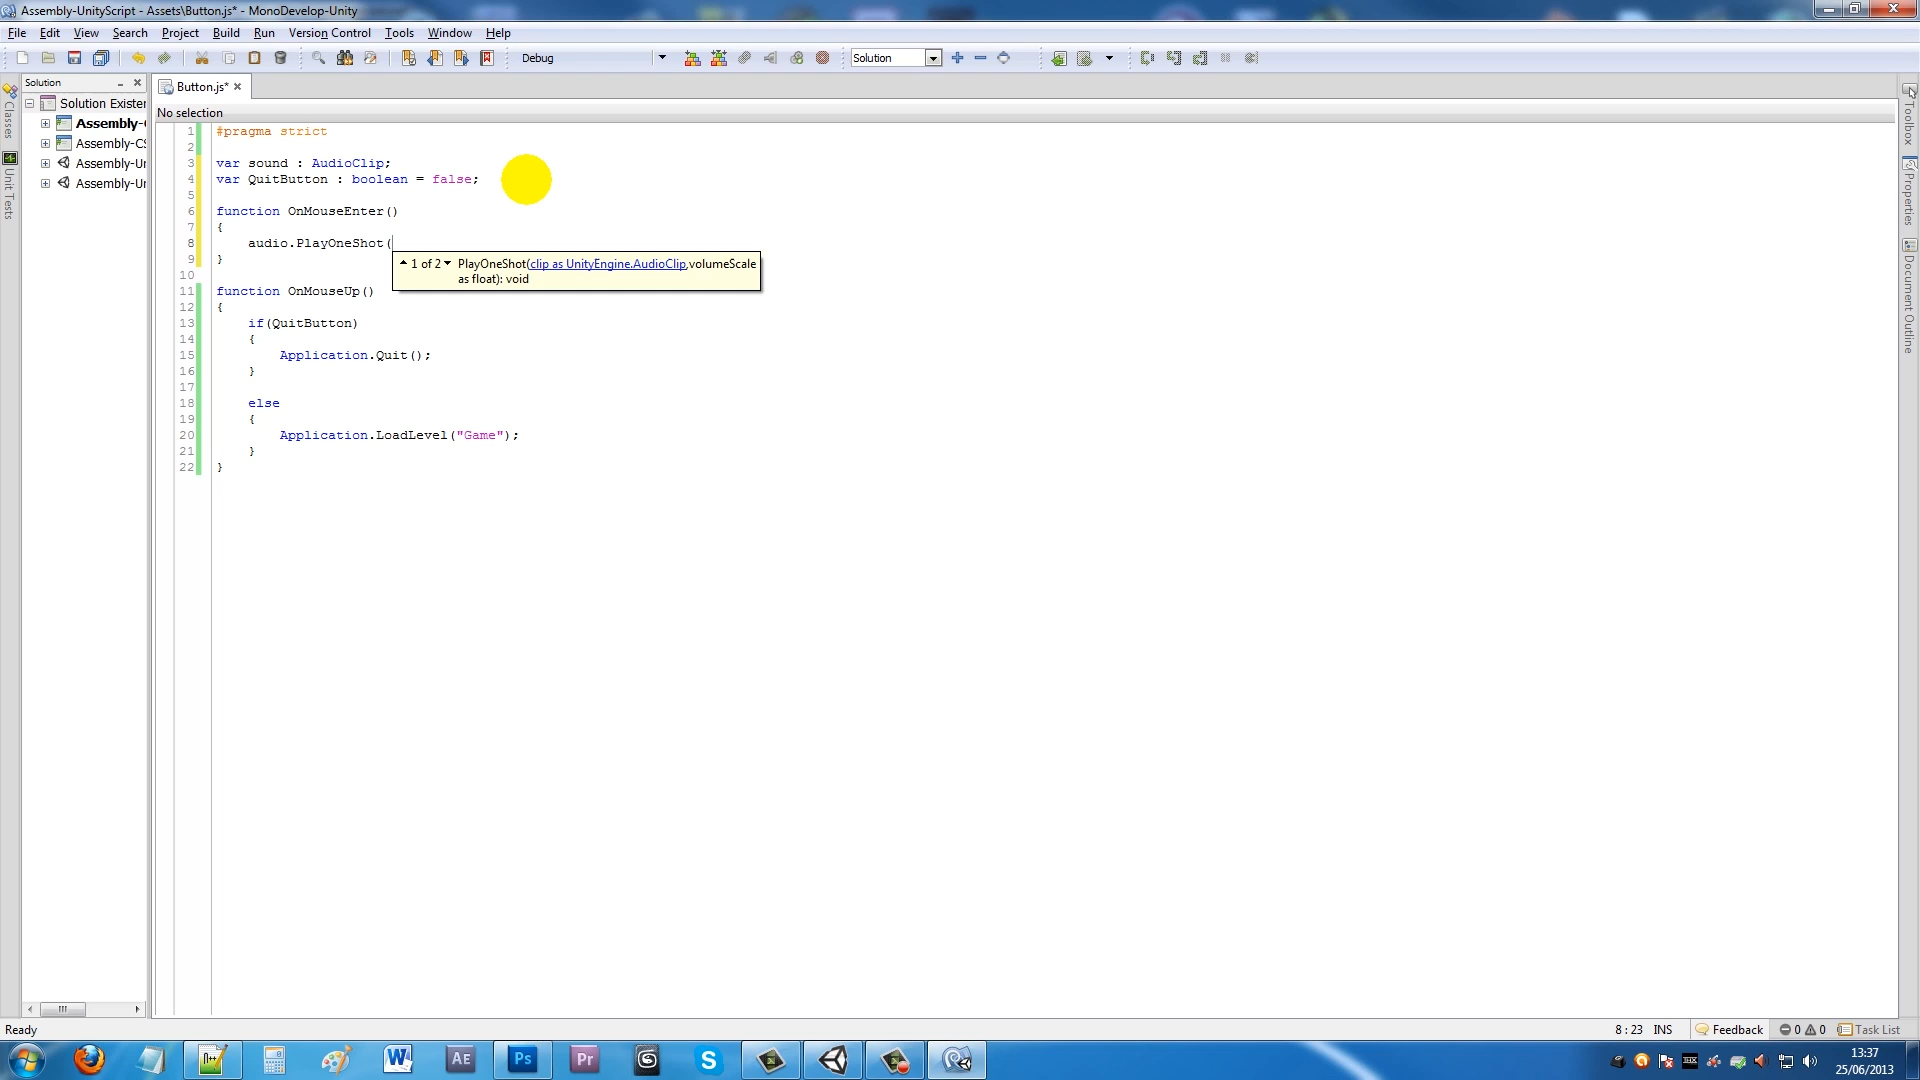 Assembly-UnityScript - Assets\Button.js* - MonoDevelop-Unity
File Edit View Search Project Build Run Version Control Tools Window Help
Debug
Solution
Solution
Button.js*
Classes
Unit Tests
Solution Exister
Assembly-
Assembly-CS
Assembly-Un
Assembly-Un
No selection
1 #pragma strict
2
3 var sound : AudioClip;
4 var QuitButton : boolean = false;
5
6 function OnMouseEnter()
7 {
8 audio.PlayOneShot(
9 }
1 of 2 PlayOneShot(clip as UnityEngine.AudioClip,volumeScale
as float): void
10
11 function OnMouseUp()
12 {
13 if(QuitButton)
14 {
15 Application.Quit();
16 }
17
18 else
19 {
20 Application.LoadLevel("Game");
21 }
22 }
Toolbox
Properties
Document Outline
Ready
8 : 23 INS Feedback 0 0 Task List
W AE Ps Pr S
13:37
25/06/2013